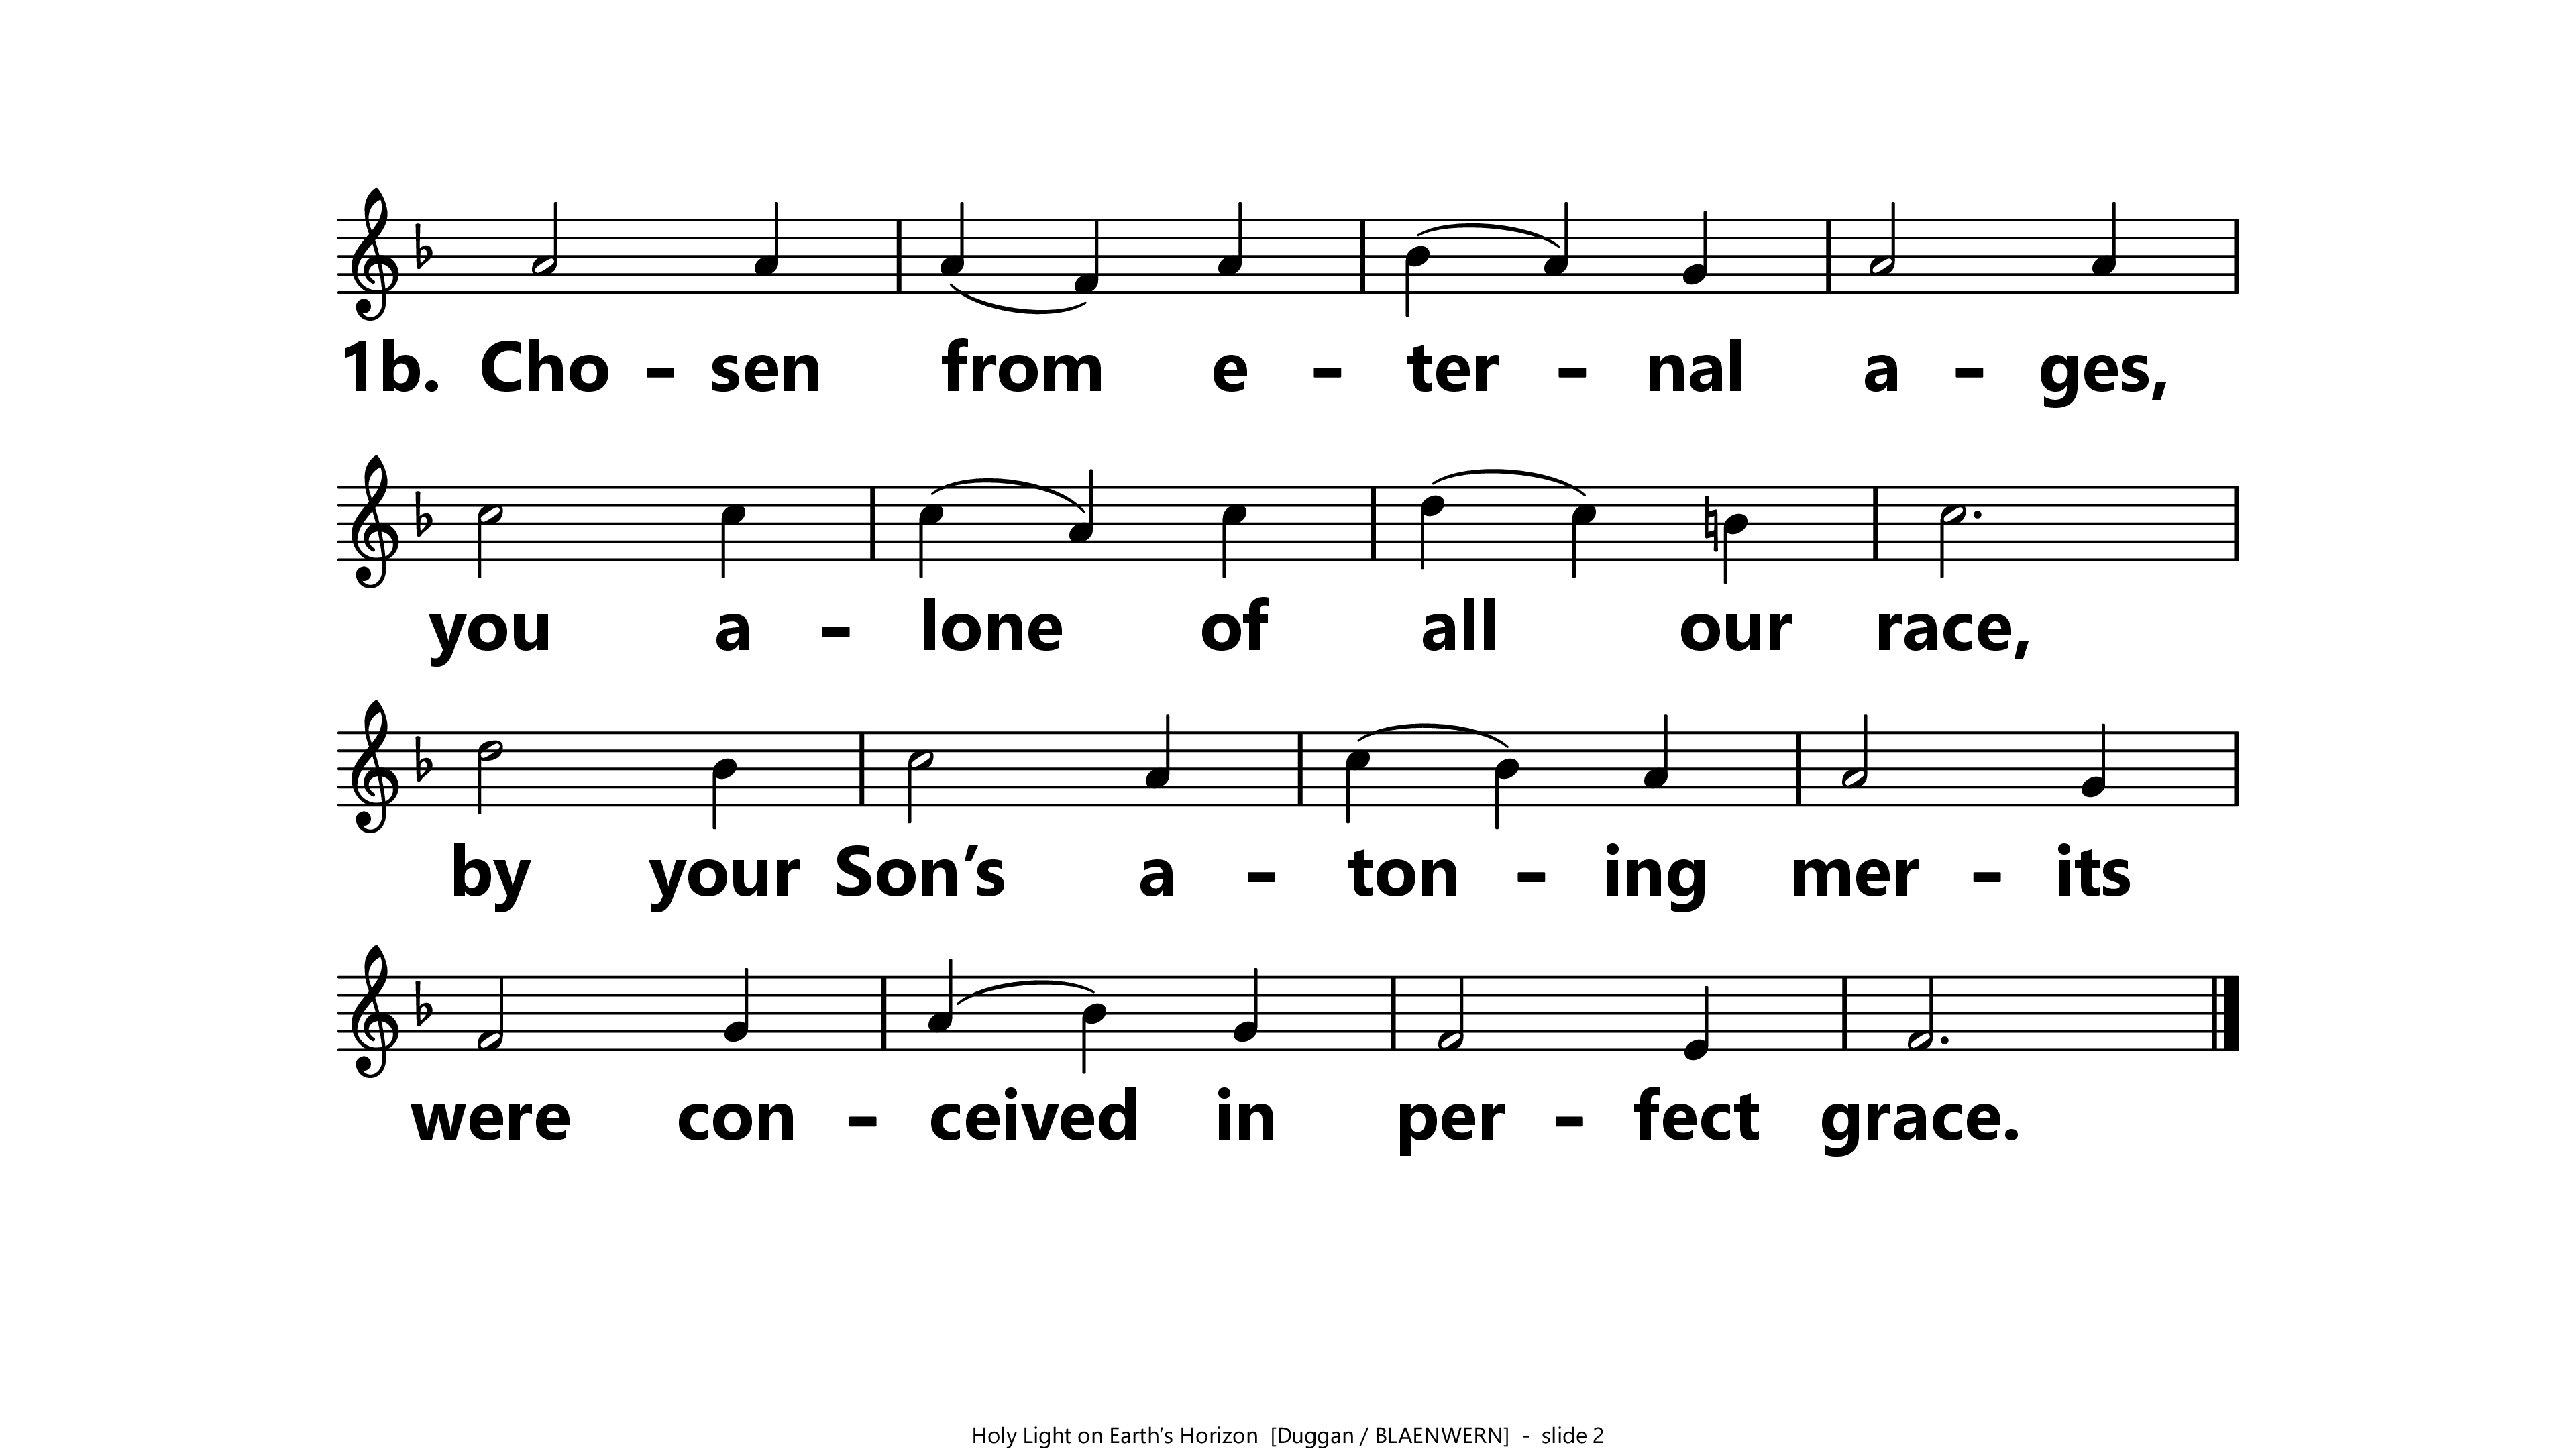 1b. Cho - sen from e - ter - nal a - ges,
you a - lone of all our race,
by your Son’s a - ton - ing mer - its
were con - ceived in per - fect grace.
Holy Light on Earth’s Horizon [Duggan / BLAENWERN] - slide 2